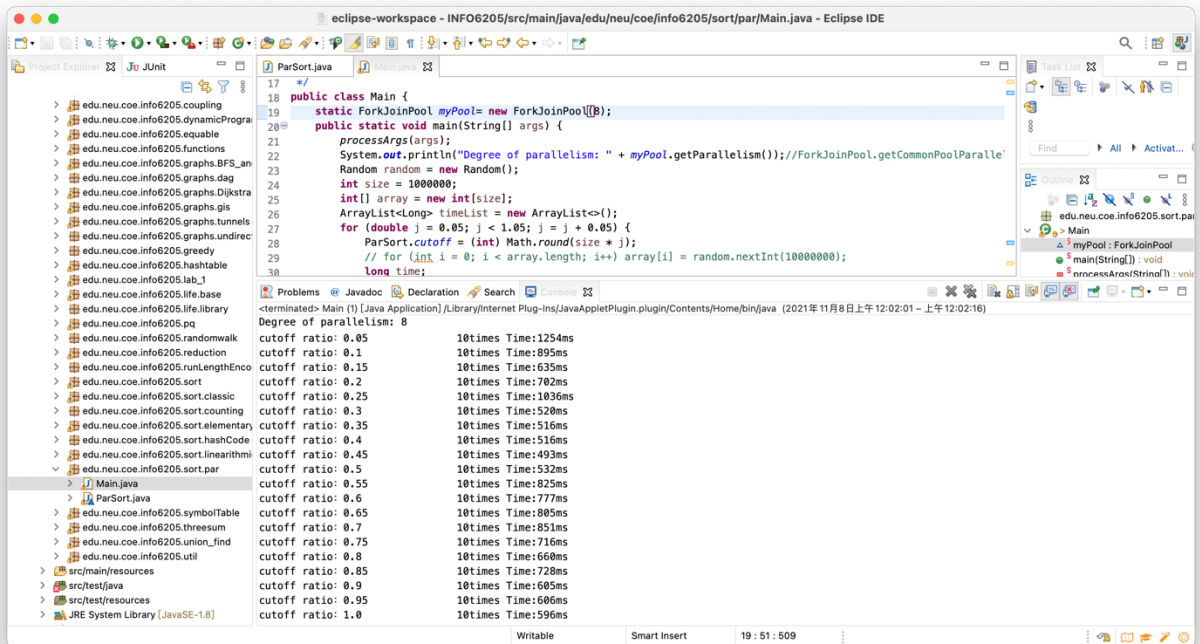 eclipse-workspace - INFO6205/src/main/java/edu/neu/coe/info6205/sort/par/Main.java - Eclipse IDE
Project Explorer
JUnit
edu.neu.coe.info6205.coupling
edu.neu.coe.info6205.dynamicProgra
edu.neu.coe.info6205.equable
edu.neu.coe.info6205.functions
edu.neu.coe.info6205.graphs.BFS_an
edu.neu.coe.info6205.graphs.dag
edu.neu.coe.info6205.graphs.Dijkstra
edu.neu.coe.info6205.graphs.gis
edu.neu.coe.info6205.graphs.tunnels
edu.neu.coe.info6205.graphs.undirec
edu.neu.coe.info6205.greedy
edu.neu.coe.info6205.hashtable
edu.neu.coe.info6205.lab_1
edu.neu.coe.info6205.life.base
edu.neu.coe.info6205.life.library
edu.neu.coe.info6205.pq
edu.neu.coe.info6205.randomwalk
edu.neu.coe.info6205.reduction
edu.neu.coe.info6205.runLengthEnco
edu.neu.coe.info6205.sort
edu.neu.coe.info6205.sort.classic
edu.neu.coe.info6205.sort.counting
edu.neu.coe.info6205.sort.elementary
edu.neu.coe.info6205.sort.hashCode
edu.neu.coe.info6205.sort.linearithmi
edu.neu.coe.info6205.sort.par
Main.java
ParSort.java
edu.neu.coe.info6205.symbolTable
edu.neu.coe.info6205.threesum
edu.neu.coe.info6205.union_find
edu.neu.coe.info6205.util
src/main/resources
src/test/java
src/test/resources
JRE System Library [JavaSE-1.8]
ParSort.java
Main.java
17 */
18 public class Main {
19 static ForkJoinPool myPool= new ForkJoinPool(8);
20 public static void main(String[] args) {
21 processArgs(args);
22 System.out.println("Degree of parallelism: " + myPool.getParallelism());//ForkJoinPool.getCommonPoolParallel
23 Random random = new Random();
24 int size = 1000000;
25 int[] array = new int[size];
26 ArrayList<Long> timeList = new ArrayList<>();
27 for (double j = 0.05; j < 1.05; j = j + 0.05) {
28 ParSort.cutoff = (int) Math.round(size * j);
29 // for (int i = 0; i < array.length; i++) array[i] = random.nextInt(10000000);
30 long time;
Task List
Find
All
Activat...
Outline
edu.neu.coe.info6205.sort.par
Main
myPool : ForkJoinPool
main(String[]) : void
processArgs(String[]) : void
Problems
Javadoc
Declaration
Search
Console
<terminated> Main (1) [Java Application] /Library/Internet Plug-Ins/JavaAppletPlugin.plugin/Contents/Home/bin/java (2021年11月8日上午12:02:01 – 上午12:02:16)
Degree of parallelism: 8
cutoff ratio: 0.05 10times Time:1254ms
cutoff ratio: 0.1 10times Time:895ms
cutoff ratio: 0.15 10times Time:635ms
cutoff ratio: 0.2 10times Time:702ms
cutoff ratio: 0.25 10times Time:1036ms
cutoff ratio: 0.3 10times Time:520ms
cutoff ratio: 0.35 10times Time:516ms
cutoff ratio: 0.4 10times Time:516ms
cutoff ratio: 0.45 10times Time:493ms
cutoff ratio: 0.5 10times Time:532ms
cutoff ratio: 0.55 10times Time:825ms
cutoff ratio: 0.6 10times Time:777ms
cutoff ratio: 0.65 10times Time:805ms
cutoff ratio: 0.7 10times Time:851ms
cutoff ratio: 0.75 10times Time:716ms
cutoff ratio: 0.8 10times Time:660ms
cutoff ratio: 0.85 10times Time:728ms
cutoff ratio: 0.9 10times Time:605ms
cutoff ratio: 0.95 10times Time:606ms
cutoff ratio: 1.0 10times Time:596ms
Writable
Smart Insert
19 : 51 : 509